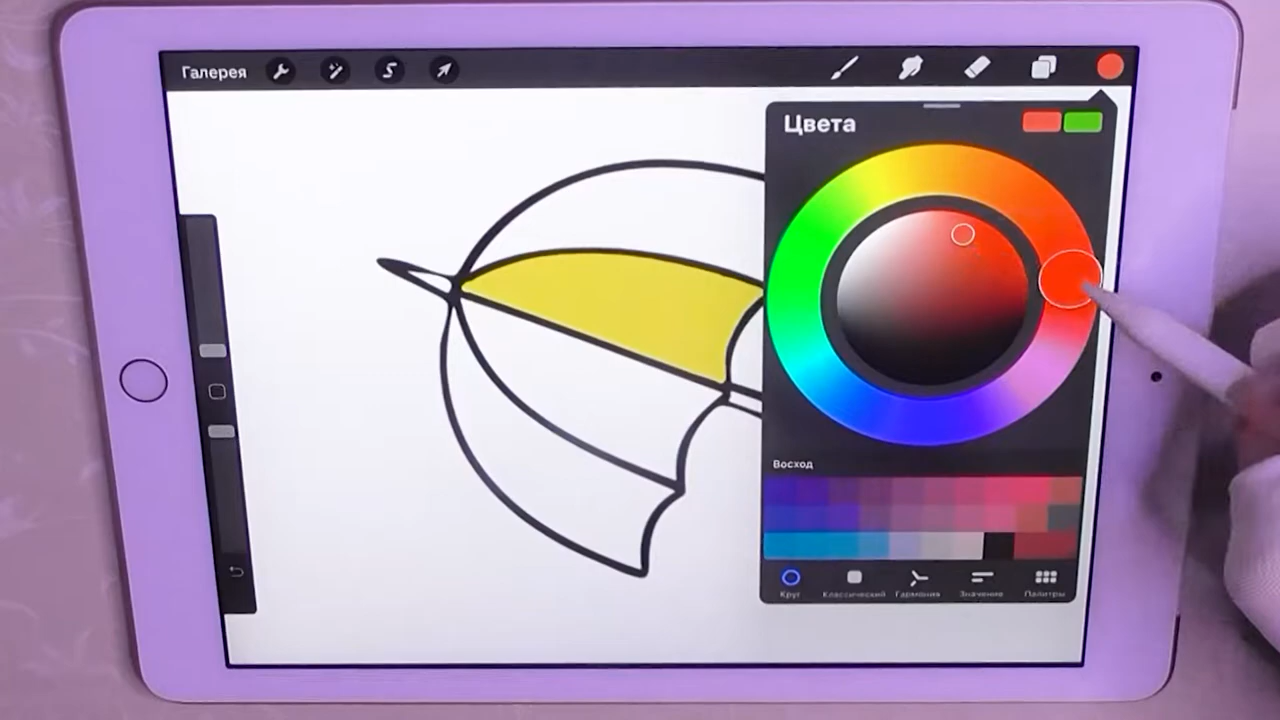 Галерея
Цвета
Восход
Круг Классический Гармония Значение Палитры